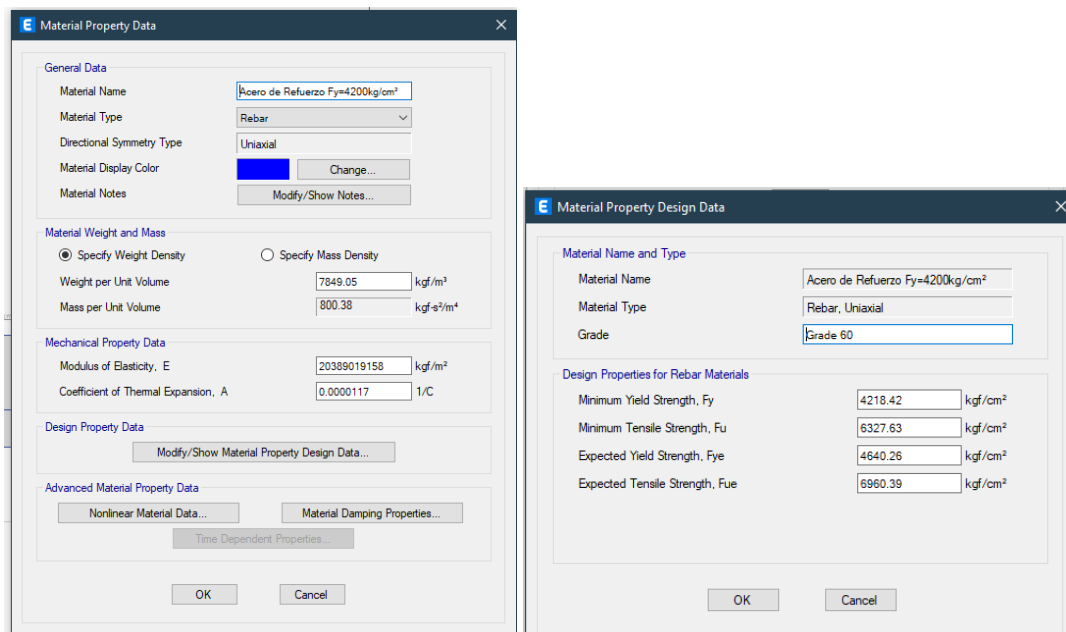 E Material Property Data
General Data
Material Name Acero de Refuerzo Fy=4200kg/cm²
Material Type Rebar
Directional Symmetry Type Uniaxial
Material Display Color Change...
Material Notes Modify/Show Notes...
Material Weight and Mass
Specify Weight Density Specify Mass Density
Weight per Unit Volume 7849.05 kgf/m³
Mass per Unit Volume 800.38 kgf-s²/m⁴
Mechanical Property Data
Modulus of Elasticity, E 20389019158 kgf/m²
Coefficient of Thermal Expansion, A 0.0000117 1/C
Design Property Data
Modify/Show Material Property Design Data...
Advanced Material Property Data
Nonlinear Material Data... Material Damping Properties...
Time Dependent Properties...
OK Cancel
E Material Property Design Data
Material Name and Type
Material Name Acero de Refuerzo Fy=4200kg/cm²
Material Type Rebar, Uniaxial
Grade Grade 60
Design Properties for Rebar Materials
Minimum Yield Strength, Fy 4218.42 kgf/cm²
Minimum Tensile Strength, Fu 6327.63 kgf/cm²
Expected Yield Strength, Fye 4640.26 kgf/cm²
Expected Tensile Strength, Fue 6960.39 kgf/cm²
OK Cancel